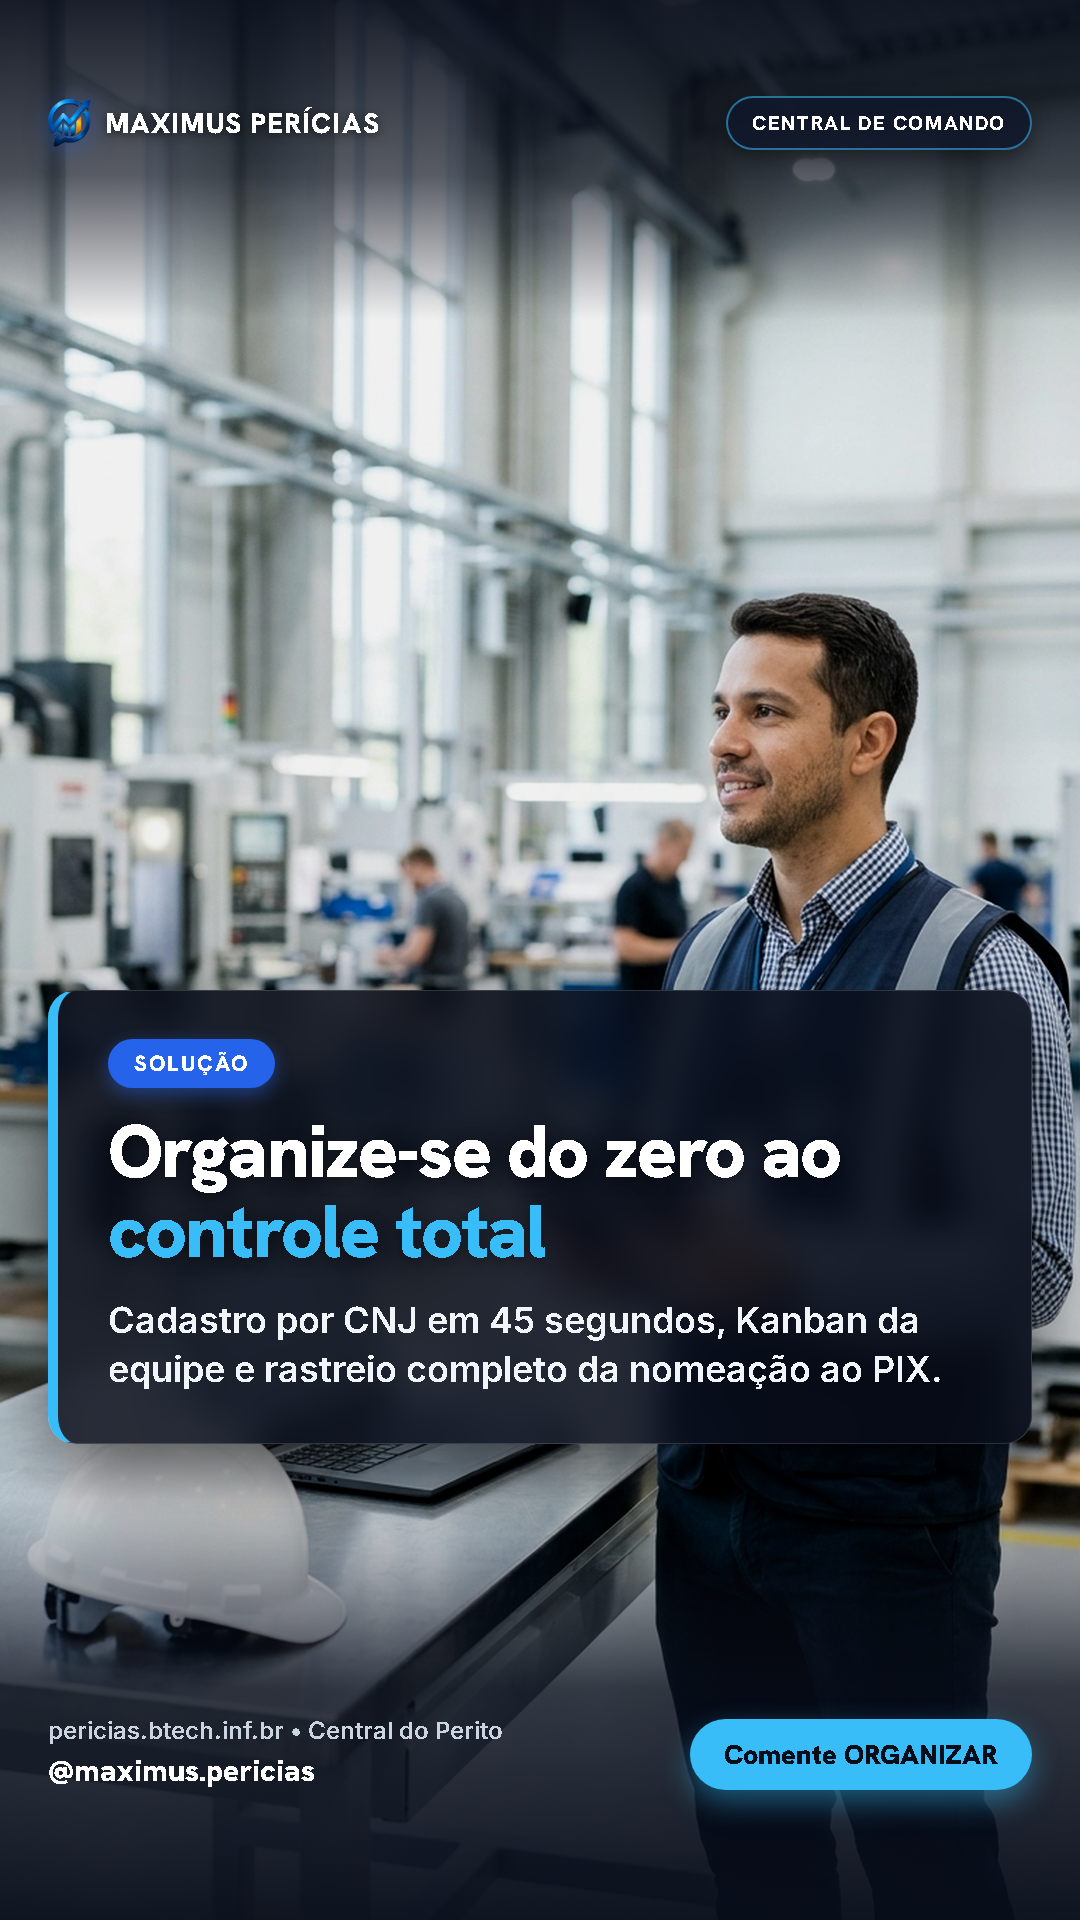 MAXIMUS PERÍCIAS
CENTRAL DE COMANDO
SOLUÇÃO
Organize-se do zero ao
controle total
Cadastro por CNJ em 45 segundos, Kanban da
equipe e rastreio completo da nomeação ao PIX.
pericias.btech.inf.br • Central do Perito
@maximus.pericias
Comente ORGANIZAR